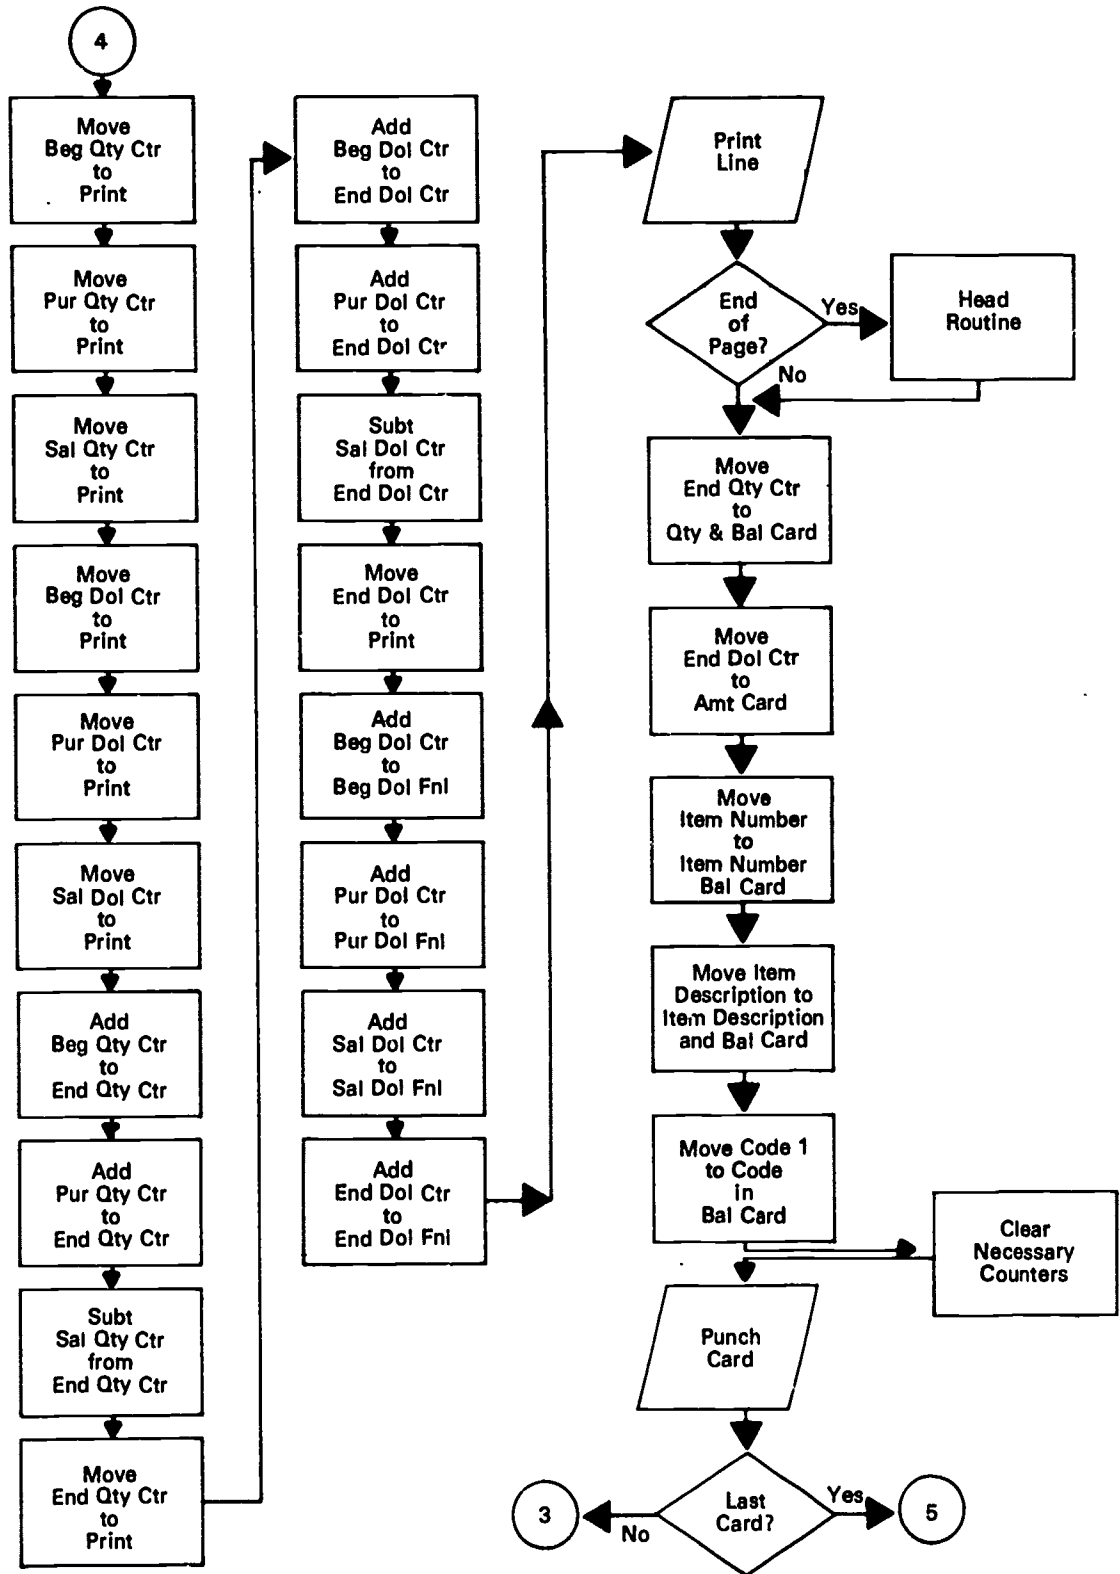 4
Move
Beg Qty Ctr
to
Print
Move
Pur Qty Ctr
to
Print
Move
Sal Qty Ctr
to
Print
Move
Beg Dol Ctr
to
Print
Move
Pur Dol Ctr
to
Print
Move
Sal Dol Ctr
to
Print
Add
Beg Qty Ctr
to
End Qty Ctr
Add
Pur Qty Ctr
to
End Qty Ctr
Subt
Sal Qty Ctr
from
End Qty Ctr
Move
End Qty Ctr
to
Print
Add
Beg Dol Ctr
to
End Dol Ctr
Add
Pur Dol Ctr
to
End Dol Ctr
Subt
Sal Dol Ctr
from
End Dol Ctr
Move
End Dol Ctr
to
Print
Add
Beg Dol Ctr
to
Beg Dol Fnl
Add
Pur Dol Ctr
to
Pur Dol Fnl
Add
Sal Dol Ctr
to
Sal Dol Fnl
Add
End Dol Ctr
to
End Dol Fnl
Print
Line
End
of
Page?
Yes
Head
Routine
No
Move
End Qty Ctr
to
Qty & Bal Card
Move
End Dol Ctr
to
Amt Card
Move
Item Number
to
Item Number
Bal Card
Move Item
Description to
Item Description
and Bal Card
Move Code 1
to Code
in
Bal Card
Clear
Necessary
Counters
Punch
Card
Last
Card?
No
3
Yes
5